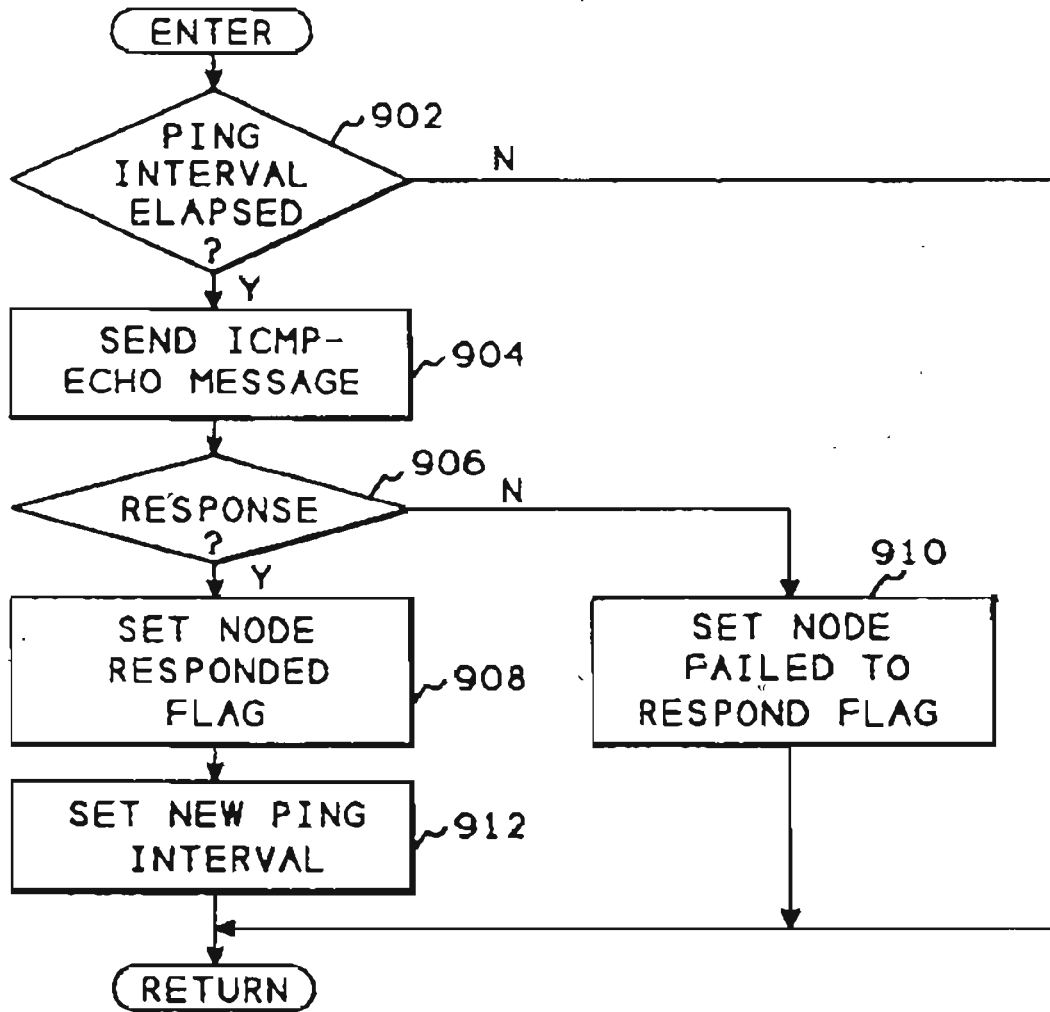 ENTER
902
PING
INTERVAL
ELAPSED
?
N
Y
SEND ICMP-
ECHO MESSAGE
904
906
RESPONSE
?
N
Y
910
SET NODE
RESPONDED
FLAG
908
SET NODE
FAILED TO
RESPOND FLAG
SET NEW PING
INTERVAL
912
RETURN